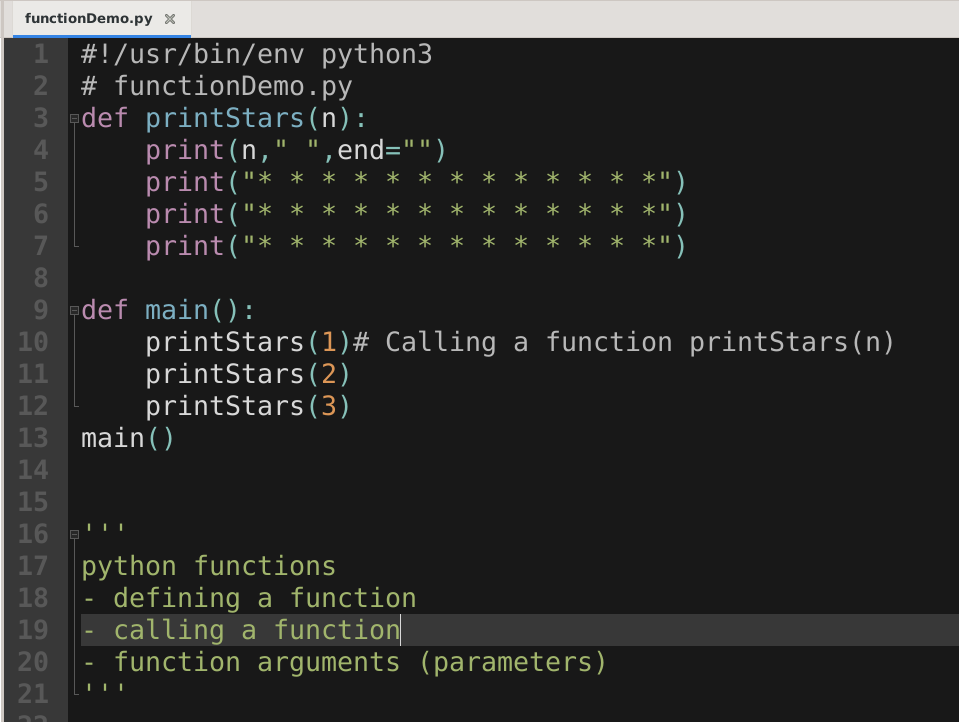 functionDemo.py
1 #!/usr/bin/env python3
2 # functionDemo.py
3 def printStars(n):
4     print(n," ",end="")
5     print("* * * * * * * * * * * * *")
6     print("* * * * * * * * * * * * *")
7     print("* * * * * * * * * * * * *")
8
9 def main():
10     printStars(1)# Calling a function printStars(n)
11     printStars(2)
12     printStars(3)
13 main()
14
15
16 '''
17 python functions
18 - defining a function
19 - calling a function
20 - function arguments (parameters)
21 '''
22